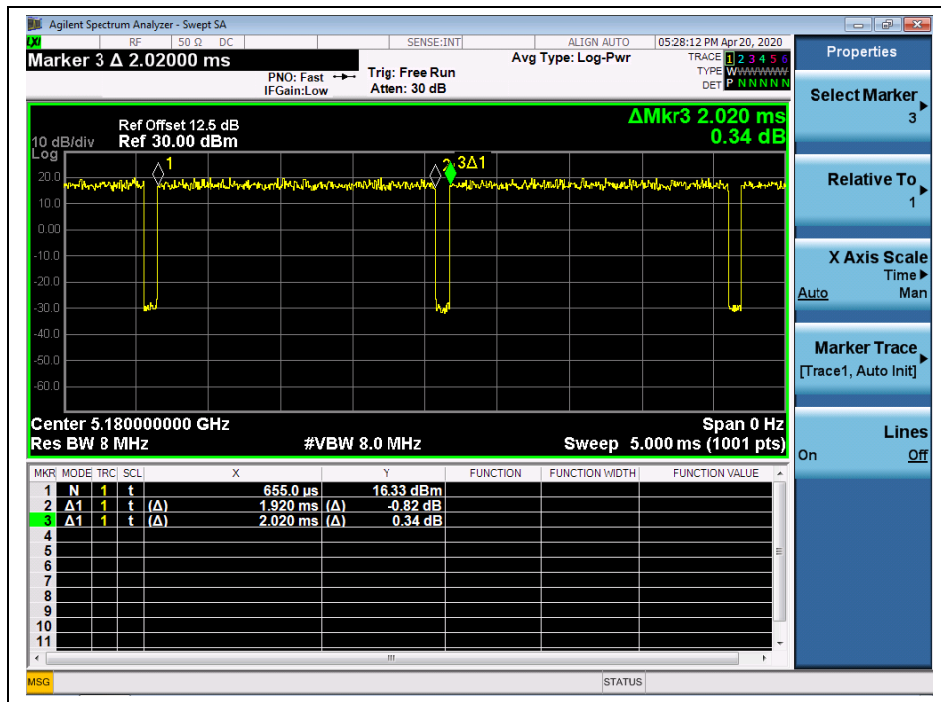 Agilent Spectrum Analyzer - Swept SA
LXI RF 50 Ω DC SENSE:INT ALIGN AUTO 05:28:12 PM Apr 20, 2020
Marker 3 Δ 2.02000 ms
PNO: Fast
IFGain:Low
Trig: Free Run
Atten: 30 dB
Avg Type: Log-Pwr
TRACE 1 2 3 4 5 6
TYPE WWWWWW
DET P N N N N N
ΔMkr3 2.020 ms
0.34 dB
Ref Offset 12.5 dB
10 dB/div Ref 30.00 dBm
Log
1
2
3Δ1
20.0
10.0
0.00
-10.0
-20.0
-30.0
-40.0
-50.0
-60.0
Center 5.180000000 GHz Span 0 Hz
Res BW 8 MHz #VBW 8.0 MHz Sweep 5.000 ms (1001 pts)
MKR MODE TRC SCL X Y FUNCTION FUNCTION WIDTH FUNCTION VALUE
1 N 1 t 655.0 µs 16.33 dBm
2 Δ1 1 t (Δ) 1.920 ms (Δ) -0.82 dB
3 Δ1 1 t (Δ) 2.020 ms (Δ) 0.34 dB
4
5
6
7
8
9
10
11
MSG STATUS
Properties
Select Marker
3
Relative To
1
X Axis Scale
Time
Auto Man
Marker Trace
[Trace1, Auto Init]
Lines
On Off